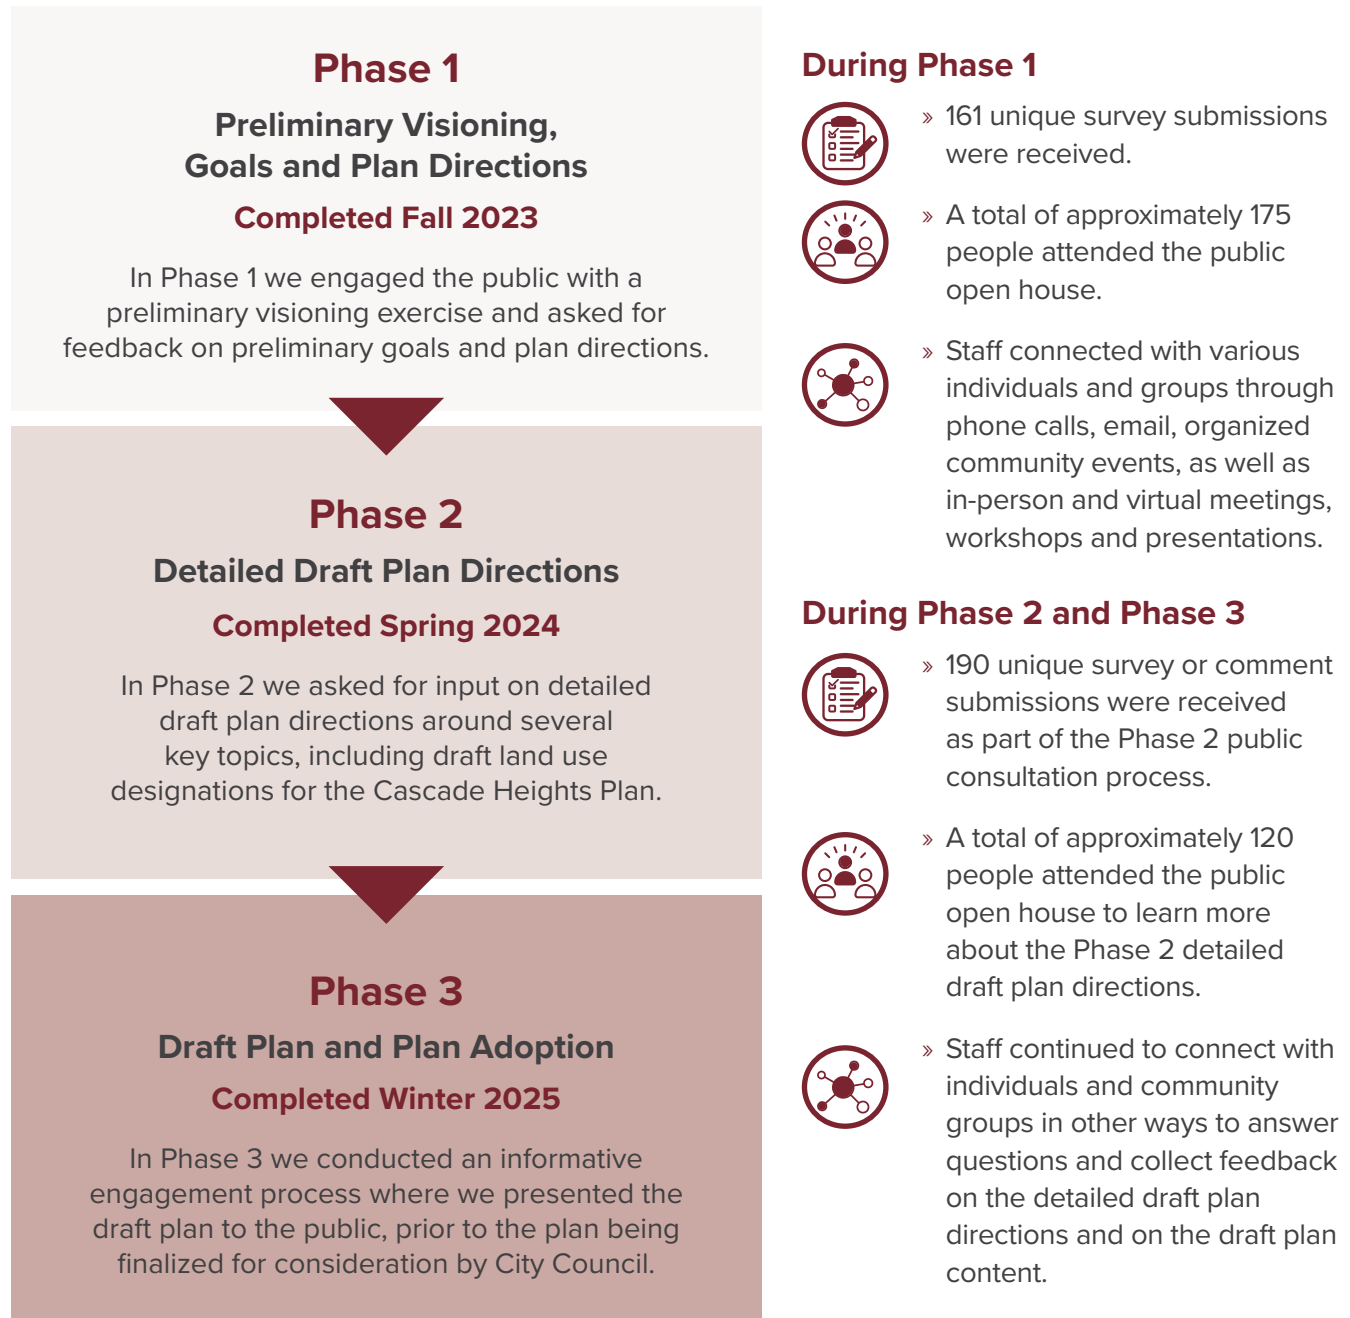 Phase 1
Preliminary Visioning,
Goals and Plan Directions
Completed Fall 2023
In Phase 1 we engaged the public with a
preliminary visioning exercise and asked for
feedback on preliminary goals and plan directions.
Phase 2
Detailed Draft Plan Directions
Completed Spring 2024
In Phase 2 we asked for input on detailed
draft plan directions around several
key topics, including draft land use
designations for the Cascade Heights Plan.
Phase 3
Draft Plan and Plan Adoption
Completed Winter 2025
In Phase 3 we conducted an informative
engagement process where we presented the
draft plan to the public, prior to the plan being
finalized for consideration by City Council.
During Phase 1
» 161 unique survey submissions
were received.
» A total of approximately 175
people attended the public
open house.
» Staff connected with various
individuals and groups through
phone calls, email, organized
community events, as well as
in-person and virtual meetings,
workshops and presentations.
During Phase 2 and Phase 3
» 190 unique survey or comment
submissions were received
as part of the Phase 2 public
consultation process.
» A total of approximately 120
people attended the public
open house to learn more
about the Phase 2 detailed
draft plan directions.
» Staff continued to connect with
individuals and community
groups in other ways to answer
questions and collect feedback
on the detailed draft plan
directions and on the draft plan
content.